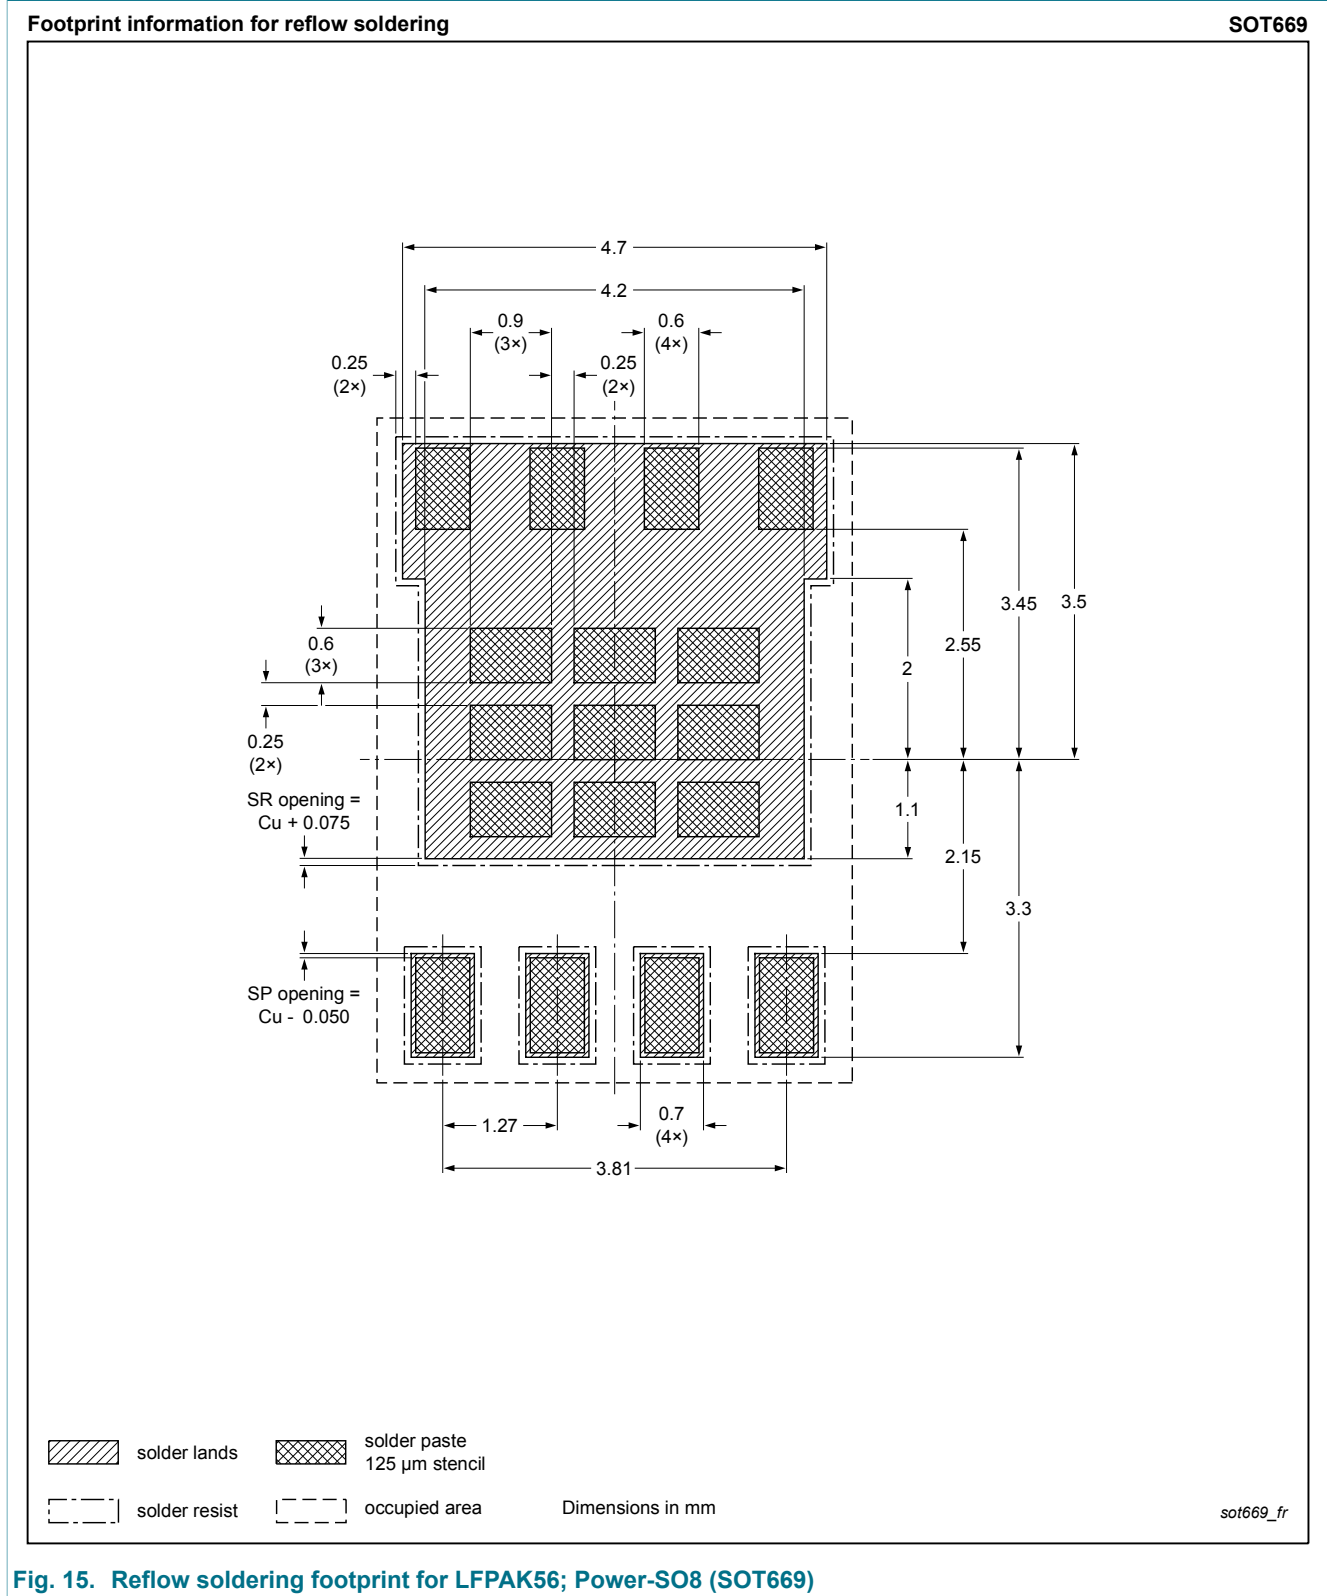 Footprint information for reflow soldering
SOT669
4.7
4.2
0.9
(3×)
0.6
(4×)
0.25
(2×)
0.25
(2×)
3.45
3.5
0.6
(3×)
2.55
2
0.25
(2×)
SR opening =
Cu + 0.075
1.1
2.15
3.3
SP opening =
Cu - 0.050
1.27
0.7
(4×)
3.81
solder lands
solder paste
125 µm stencil
solder resist
occupied area
Dimensions in mm
sot669_fr
Fig. 15. Reflow soldering footprint for LFPAK56; Power-SO8 (SOT669)